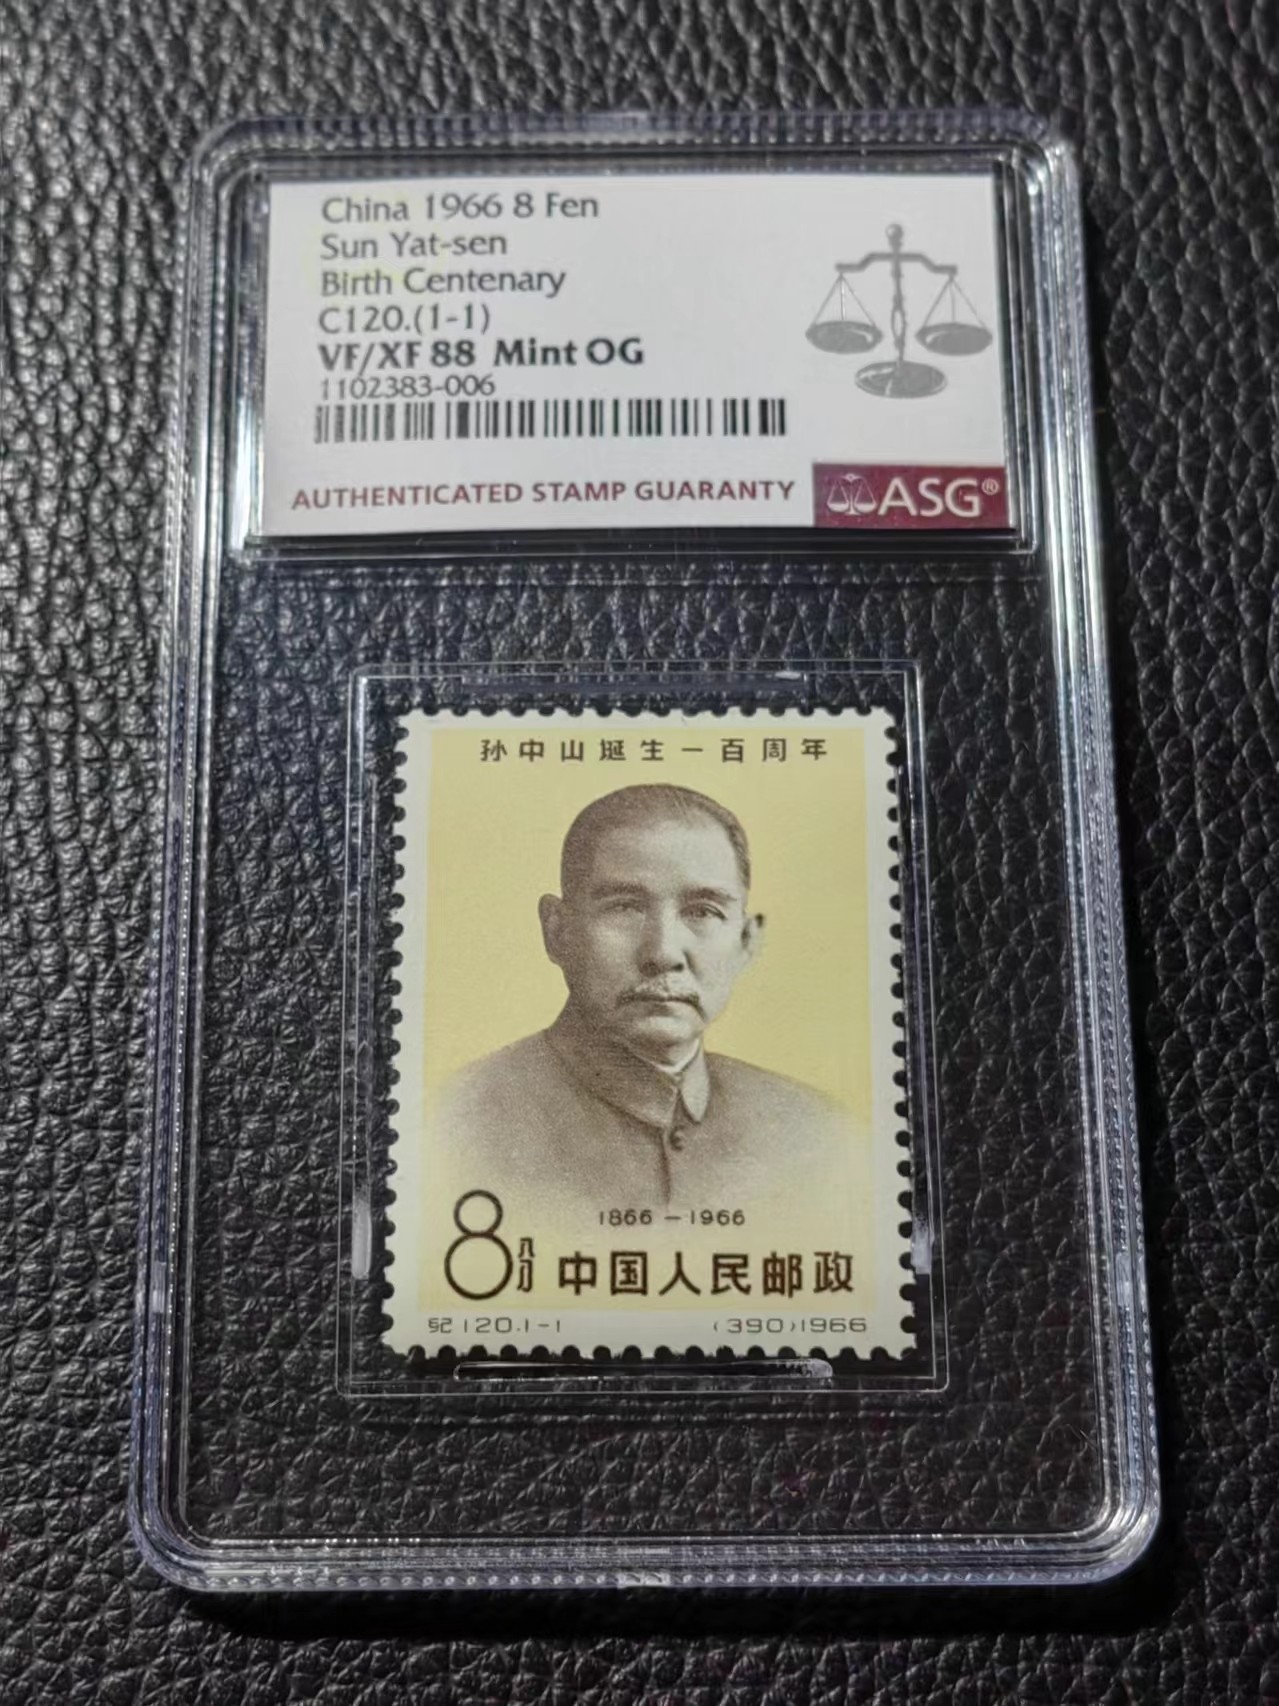 China 1966 8 Fen
Sun Yat-sen
Birth Centenary
C120.(1-1)
VF/XF 88 Mint OG
1102383-006
AUTHENTICATED STAMP GUARANTY
ASG®
孙中山诞生一百周年
1866-1966
8八分 中国人民邮政
纪120.1-1 (390)1966